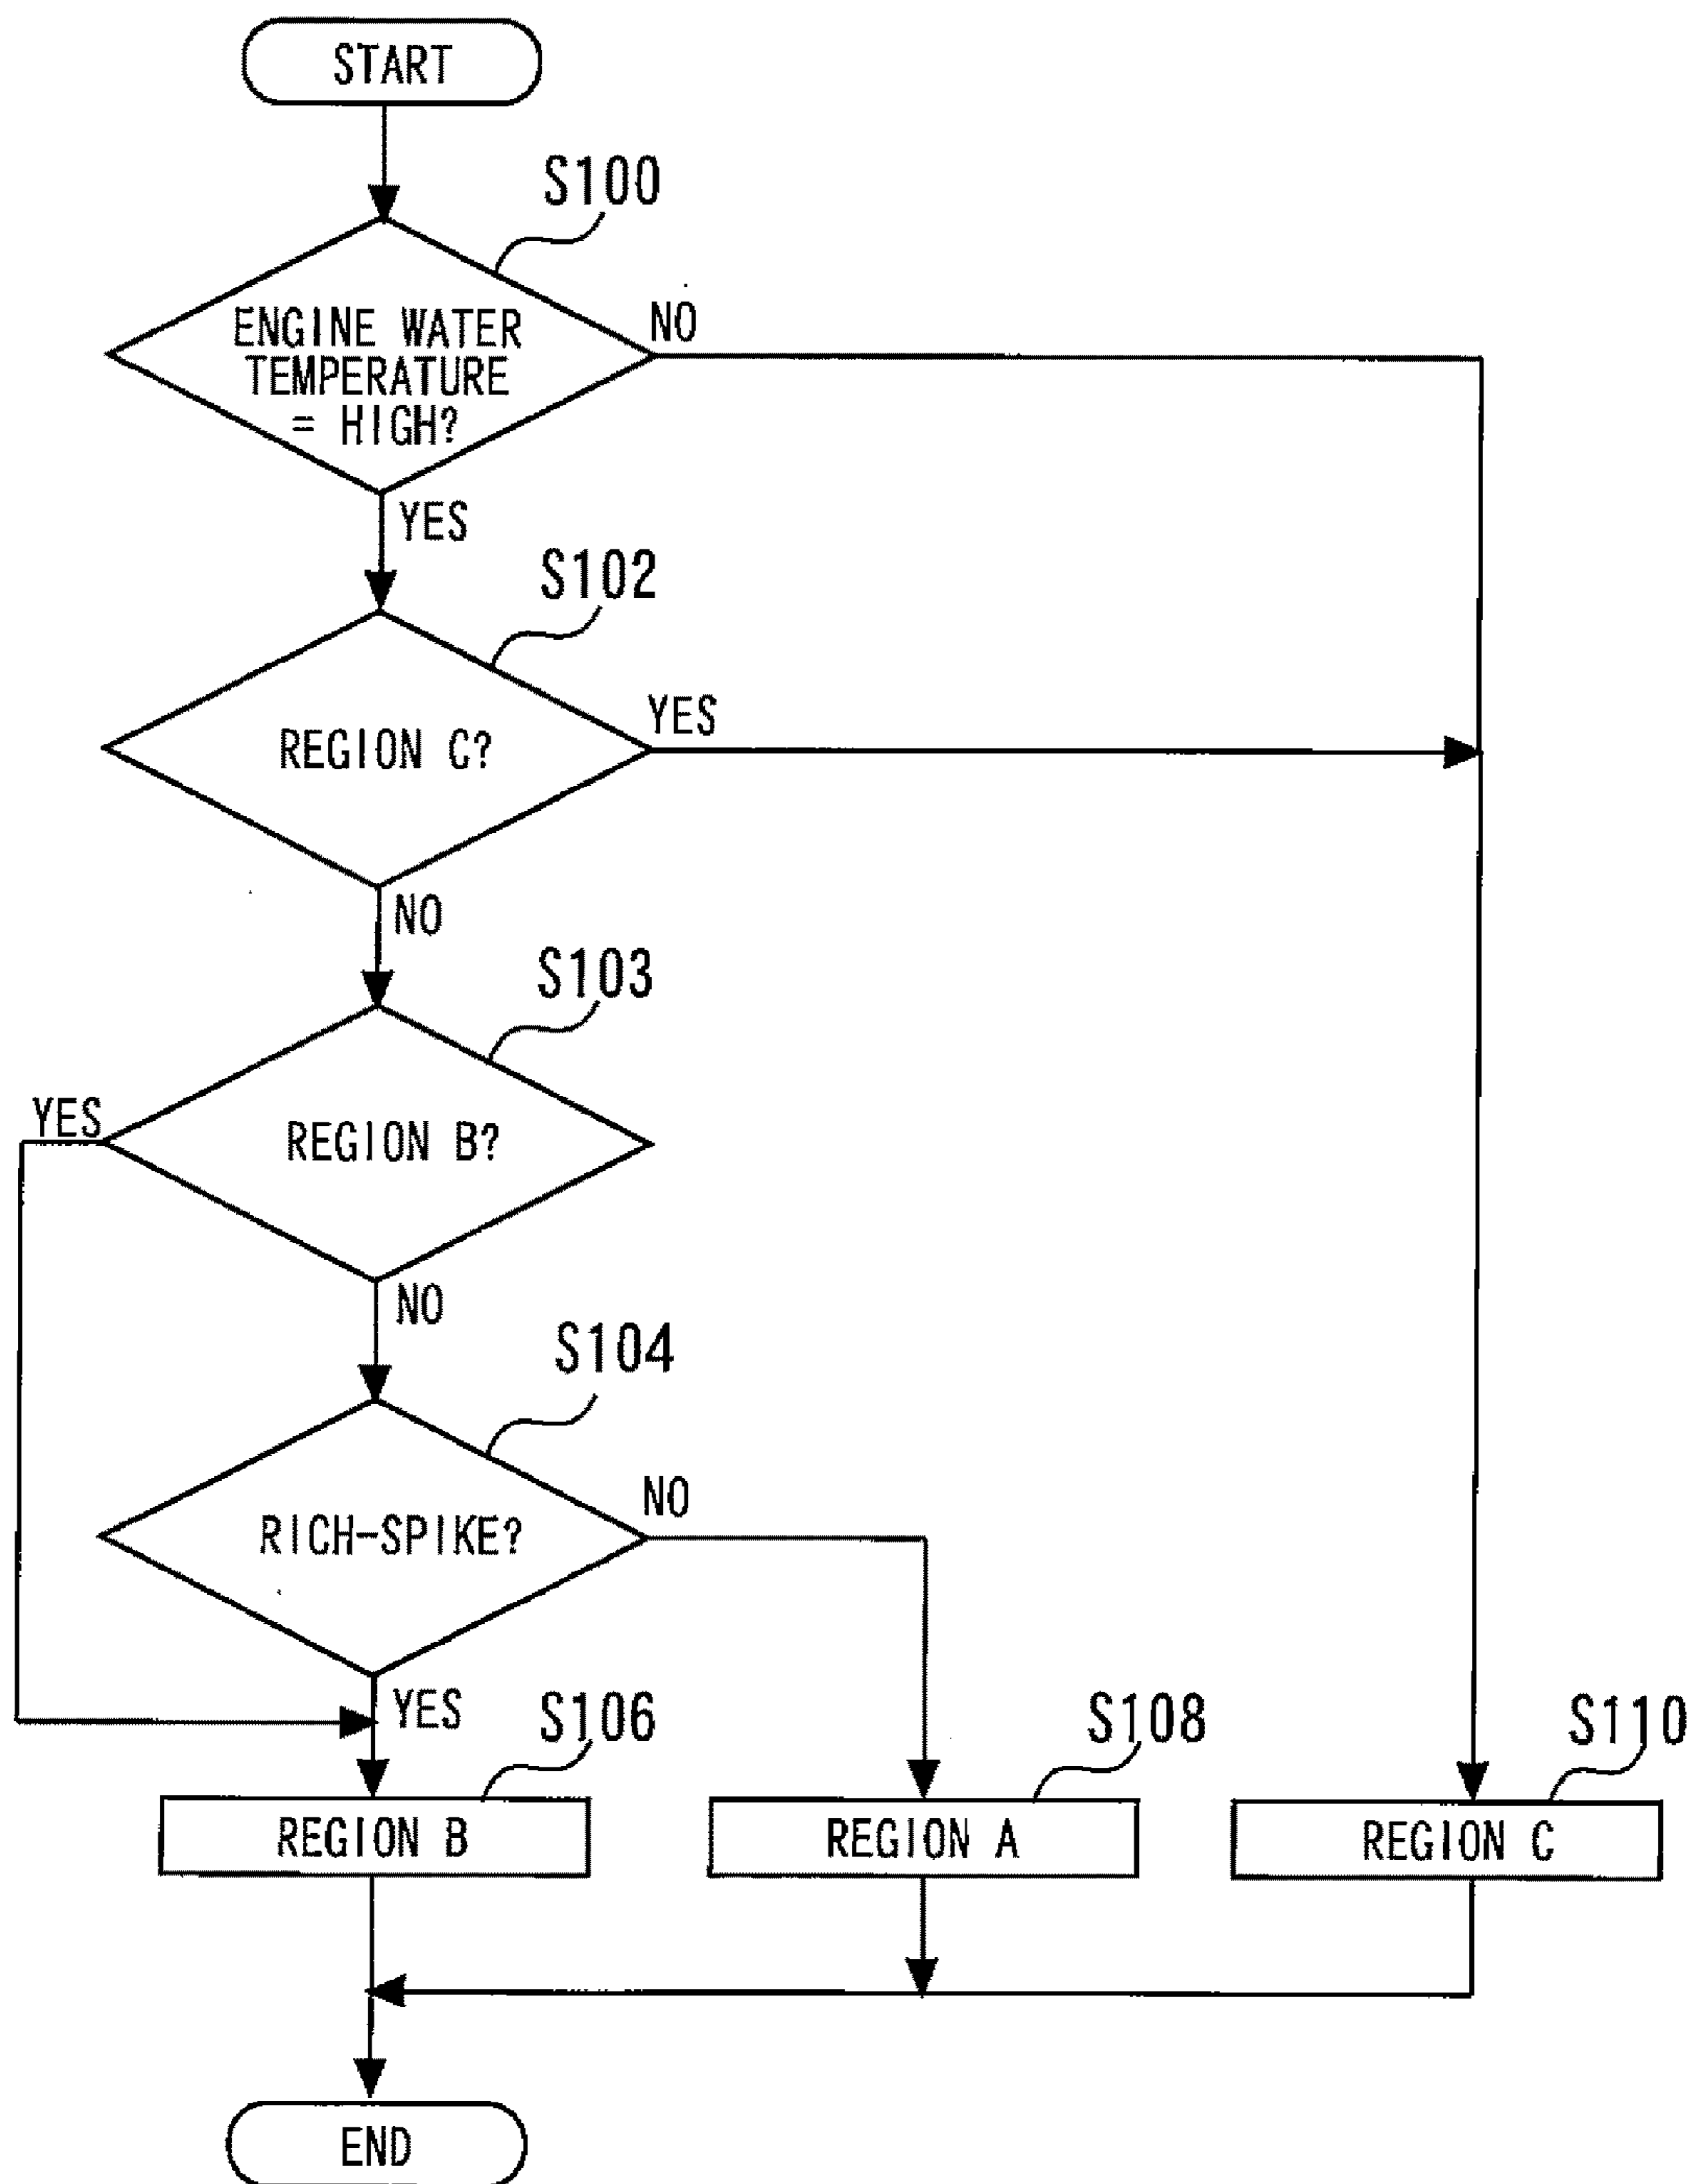 START
S100
ENGINE WATER
TEMPERATURE
= HIGH?
NO
YES
S102
REGION C?
YES
NO
S103
YES
REGION B?
NO
S104
RICH-SPIKE?
NO
YES
S106
S108
S110
REGION B
REGION A
REGION C
END